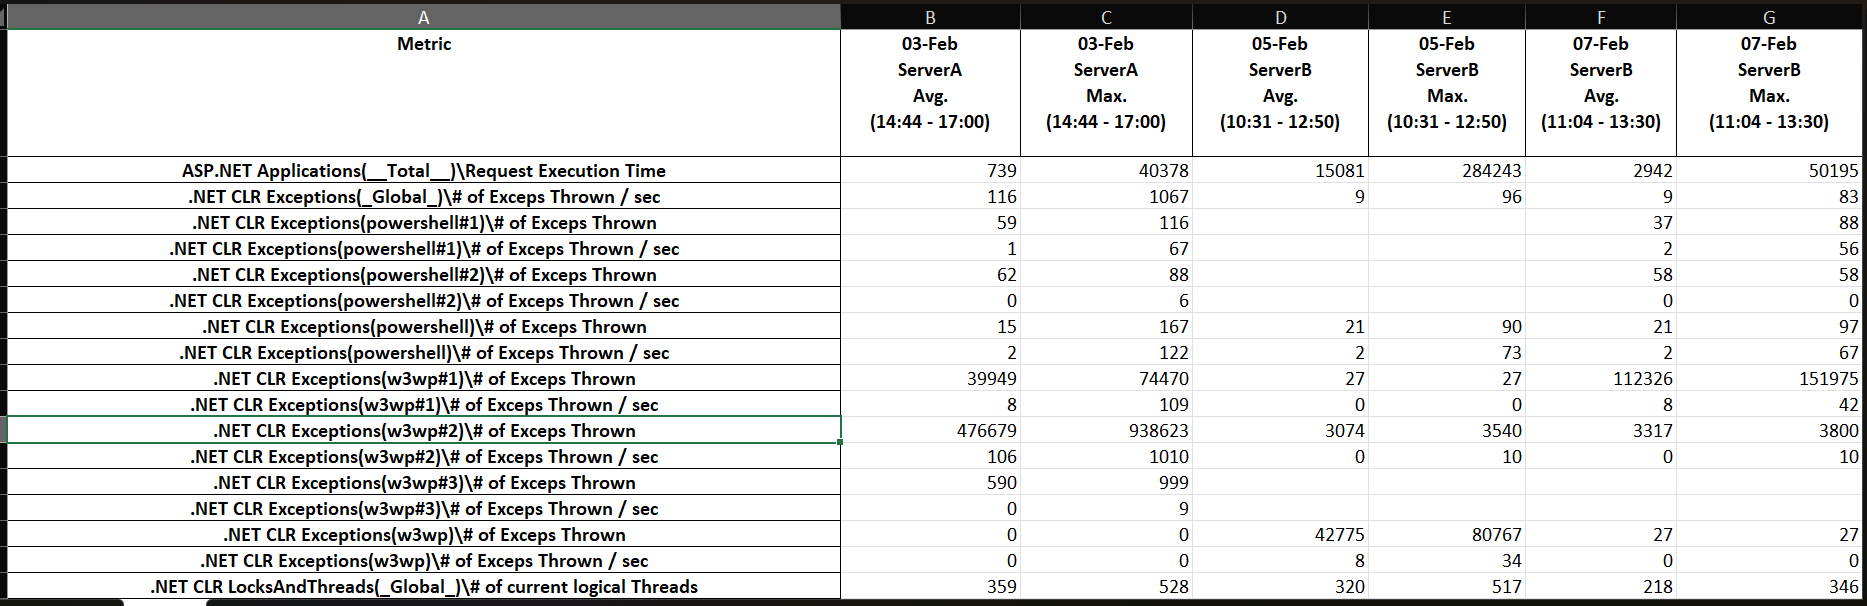 A B C D E F G
Metric 03-Feb 03-Feb 05-Feb 05-Feb 07-Feb 07-Feb
ServerA ServerA ServerB ServerB ServerB ServerB
Avg. Max. Avg. Max. Avg. Max.
(14:44 - 17:00) (14:44 - 17:00) (10:31 - 12:50) (10:31 - 12:50) (11:04 - 13:30) (11:04 - 13:30)
ASP.NET Applications(__Total__)\Request Execution Time 739 40378 15081 284243 2942 50195
.NET CLR Exceptions(_Global_)\# of Exceps Thrown / sec 116 1067 9 96 9 83
.NET CLR Exceptions(powershell#1)\# of Exceps Thrown 59 116 37 88
.NET CLR Exceptions(powershell#1)\# of Exceps Thrown / sec 1 67 2 56
.NET CLR Exceptions(powershell#2)\# of Exceps Thrown 62 88 58 58
.NET CLR Exceptions(powershell#2)\# of Exceps Thrown / sec 0 6 0 0
.NET CLR Exceptions(powershell)\# of Exceps Thrown 15 167 21 90 21 97
.NET CLR Exceptions(powershell)\# of Exceps Thrown / sec 2 122 2 73 2 67
.NET CLR Exceptions(w3wp#1)\# of Exceps Thrown 39949 74470 27 27 112326 151975
.NET CLR Exceptions(w3wp#1)\# of Exceps Thrown / sec 8 109 0 0 8 42
.NET CLR Exceptions(w3wp#2)\# of Exceps Thrown 476679 938623 3074 3540 3317 3800
.NET CLR Exceptions(w3wp#2)\# of Exceps Thrown / sec 106 1010 0 10 0 10
.NET CLR Exceptions(w3wp#3)\# of Exceps Thrown 590 999
.NET CLR Exceptions(w3wp#3)\# of Exceps Thrown / sec 0 9
.NET CLR Exceptions(w3wp)\# of Exceps Thrown 0 0 42775 80767 27 27
.NET CLR Exceptions(w3wp)\# of Exceps Thrown / sec 0 0 8 34 0 0
.NET CLR LocksAndThreads(_Global_)\# of current logical Threads 359 528 320 517 218 346